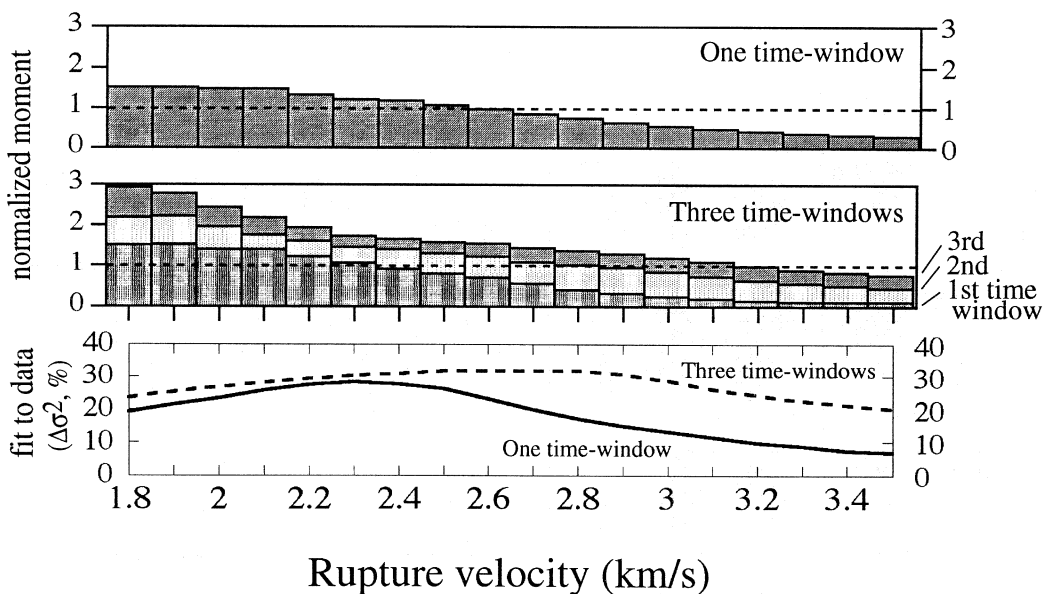 normalized moment
3
2
1
0
One time-window
3
2
1
0
3
2
1
0
Three time-windows
3rd
2nd
1st time
window
fit to data
(Δσ², %)
40
30
20
10
0
Three time-windows
One time-window
40
30
20
10
0
1.8 2 2.2 2.4 2.6 2.8 3 3.2 3.4
Rupture velocity (km/s)